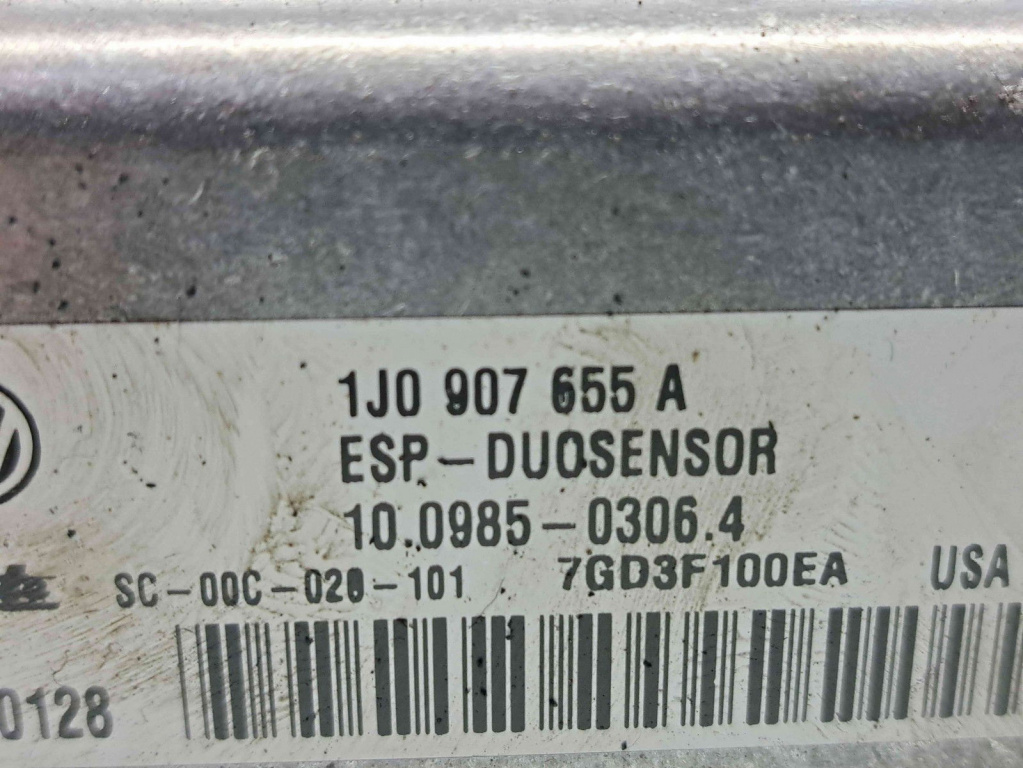 1J0 907 655 A
ESP-DUOSENSOR
10.0985-0306.4
SC-00C-020-101 7GD3F100EA USA
0128